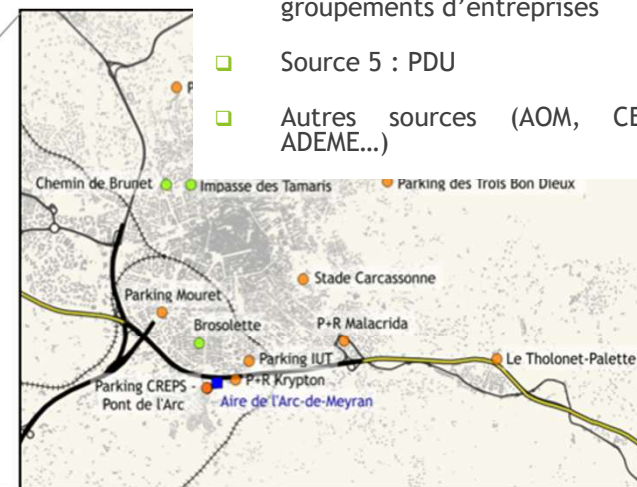 groupements d’entreprises
Source 5 : PDU
Autres sources (AOM,
ADEME…)
Chemin de Brunet
Impasse des Tamaris
Parking des Trois Bon Dieux
Stade Carcassonne
Parking Mouret
Brosolette
P+R Malacrida
Parking IUT
Le Tholonet-Palette
P+R Krypton
Parking CREPS -
Pont de l'Arc
Aire de l'Arc-de-Meyran